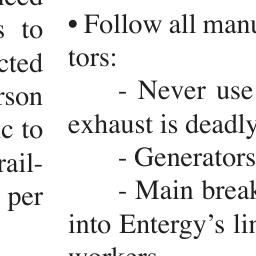 to
cted
rson
c to
rail-
per
• Follow all manu
tors:
- Never use
exhaust is deadly
- Generators
- Main break
into Entergy's lin
workers